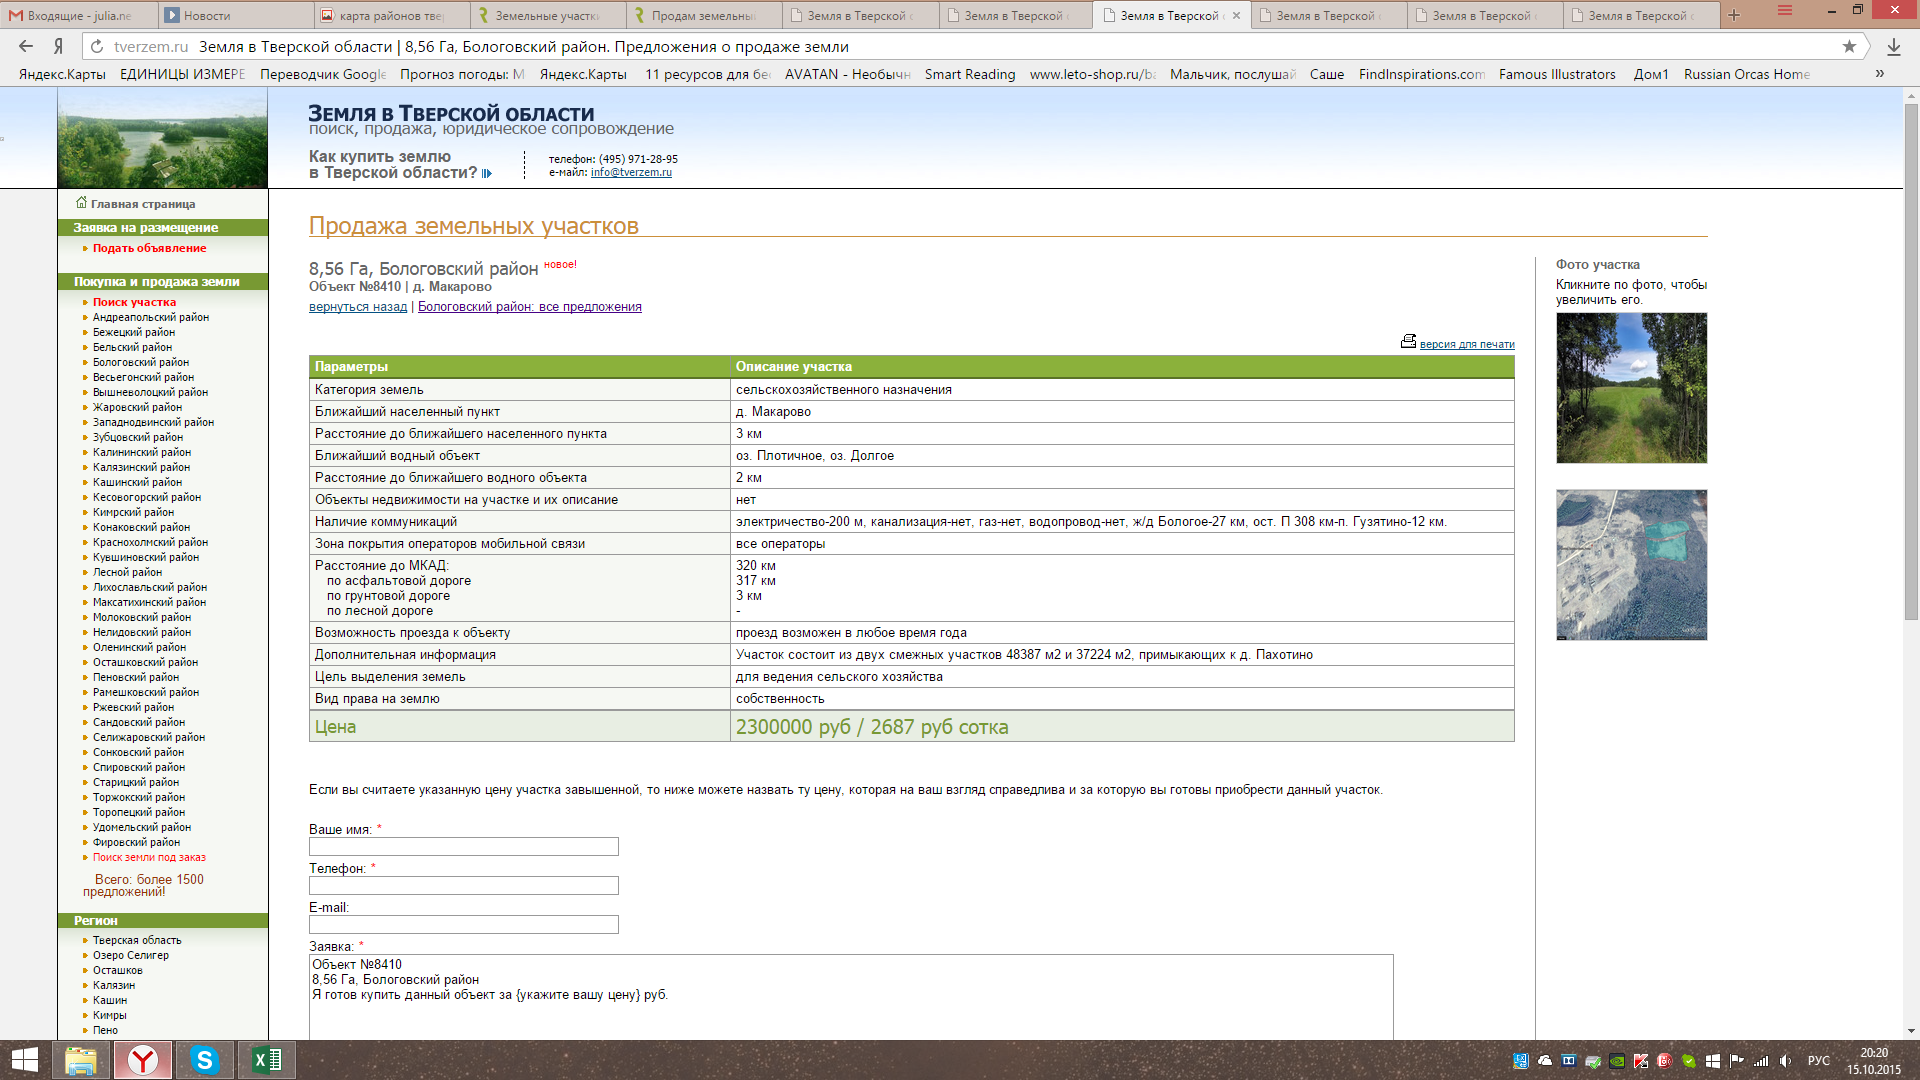 Входящие - julia.ne
Новости
карта районов твер
Земельные участки
Продам земельный
Земля в Тверской о
Земля в Тверской о
Земля в Тверской о
Земля в Тверской о
Земля в Тверской о
Земля в Тверской о
tverzem.ru Земля в Тверской области | 8,56 Га, Бологовский район. Предложения о продаже земли
Яндекс.Карты ЕДИНИЦЫ ИЗМЕРЕ Переводчик Google Прогноз погоды: М Яндекс.Карты 11 ресурсов для бе AVATAN - Необычн Smart Reading www.leto-shop.ru/ba Мальчик, послушай Саше FindInspirations.com Famous Illustrators Дом1 Russian Orcas Home »
Земля в Тверской области
поиск, продажа, юридическое сопровождение
Как купить землю
в Тверской области?
телефон: (495) 971-28-95
е-майл: info@tverzem.ru
Главная страница
Заявка на размещение
Подать объявление
Покупка и продажа земли
Поиск участка
Андреапольский район
Бежецкий район
Бельский район
Бологовский район
Весьегонский район
Вышневолоцкий район
Жарковский район
Западнодвинский район
Зубцовский район
Калининский район
Калязинский район
Кашинский район
Кесовогорский район
Кимрский район
Конаковский район
Краснохолмский район
Кувшиновский район
Лесной район
Лихославльский район
Максатихинский район
Молоковский район
Нелидовский район
Оленинский район
Осташковский район
Пеновский район
Рамешковский район
Ржевский район
Сандовский район
Селижаровский район
Сонковский район
Спировский район
Старицкий район
Торжокский район
Торопецкий район
Удомельский район
Фировский район
Поиск земли под заказ
Всего: более 1500
предложений!
Регион
Тверская область
Озеро Селигер
Осташков
Калязин
Кашин
Кимры
Пено
Продажа земельных участков
8,56 Га, Бологовский район новое!
Объект №8410 | д. Макарово
вернуться назад | Бологовский район: все предложения
версия для печати
Параметры Описание участка
Категория земель сельскохозяйственного назначения
Ближайший населенный пункт д. Макарово
Расстояние до ближайшего населенного пункта 3 км
Ближайший водный объект оз. Плотичное, оз. Долгое
Расстояние до ближайшего водного объекта 2 км
Объекты недвижимости на участке и их описание нет
Наличие коммуникаций электричество-200 м, канализация-нет, газ-нет, водопровод-нет, ж/д Бологое-27 км, ост. П 308 км-п. Гузятино-12 км.
Зона покрытия операторов мобильной связи все операторы
Расстояние до МКАД: 320 км
по асфальтовой дороге 317 км
по грунтовой дороге 3 км
по лесной дороге -
Возможность проезда к объекту проезд возможен в любое время года
Дополнительная информация Участок состоит из двух смежных участков 48387 м2 и 37224 м2, примыкающих к д. Пахотино
Цель выделения земель для ведения сельского хозяйства
Вид права на землю собственность
Цена 2300000 руб / 2687 руб сотка
Если вы считаете указанную цену участка завышенной, то ниже можете назвать ту цену, которая на ваш взгляд справедлива и за которую вы готовы приобрести данный участок.
Ваше имя: *
Телефон: *
E-mail:
Заявка: *
Объект №8410
8,56 Га, Бологовский район
Я готов купить данный объект за {укажите вашу цену} руб.
Фото участка
Кликните по фото, чтобы
увеличить его.
РУС
20:20
15.10.2015